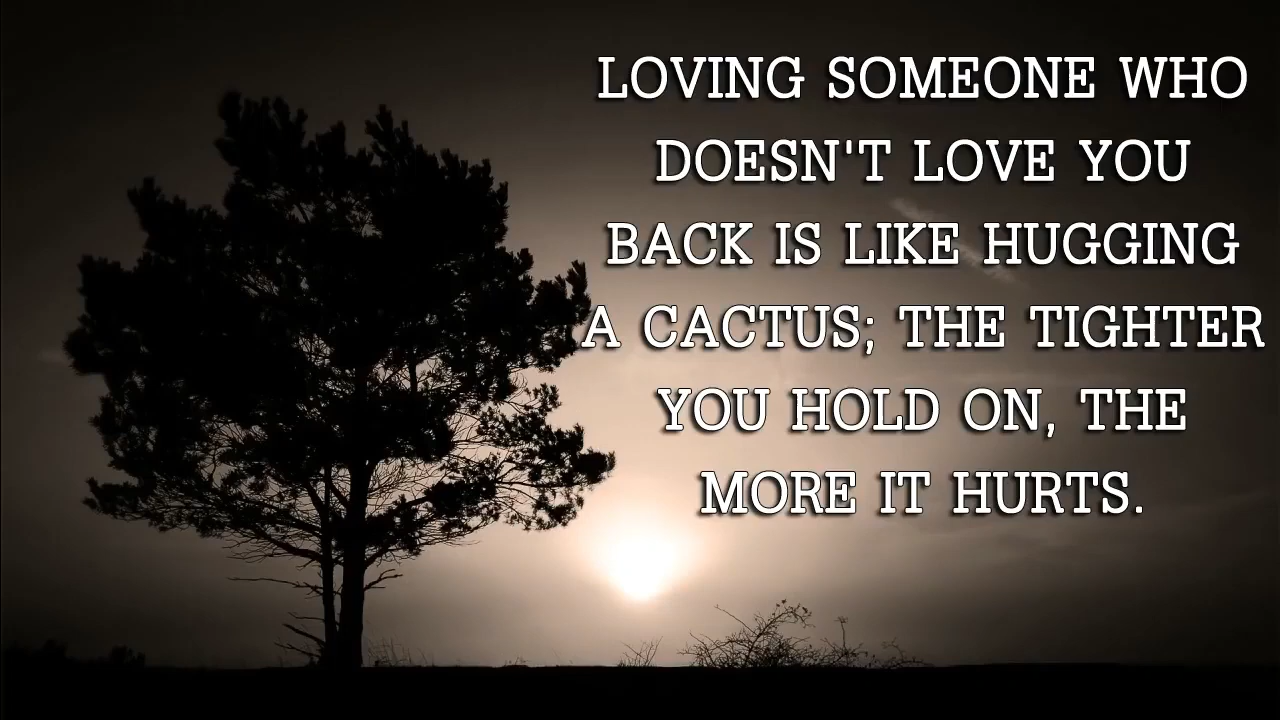 LOVING SOMEONE WHO
DOESN'T LOVE YOU
BACK IS LIKE HUGGING
A CACTUS; THE TIGHTER
YOU HOLD ON, THE
MORE IT HURTS.